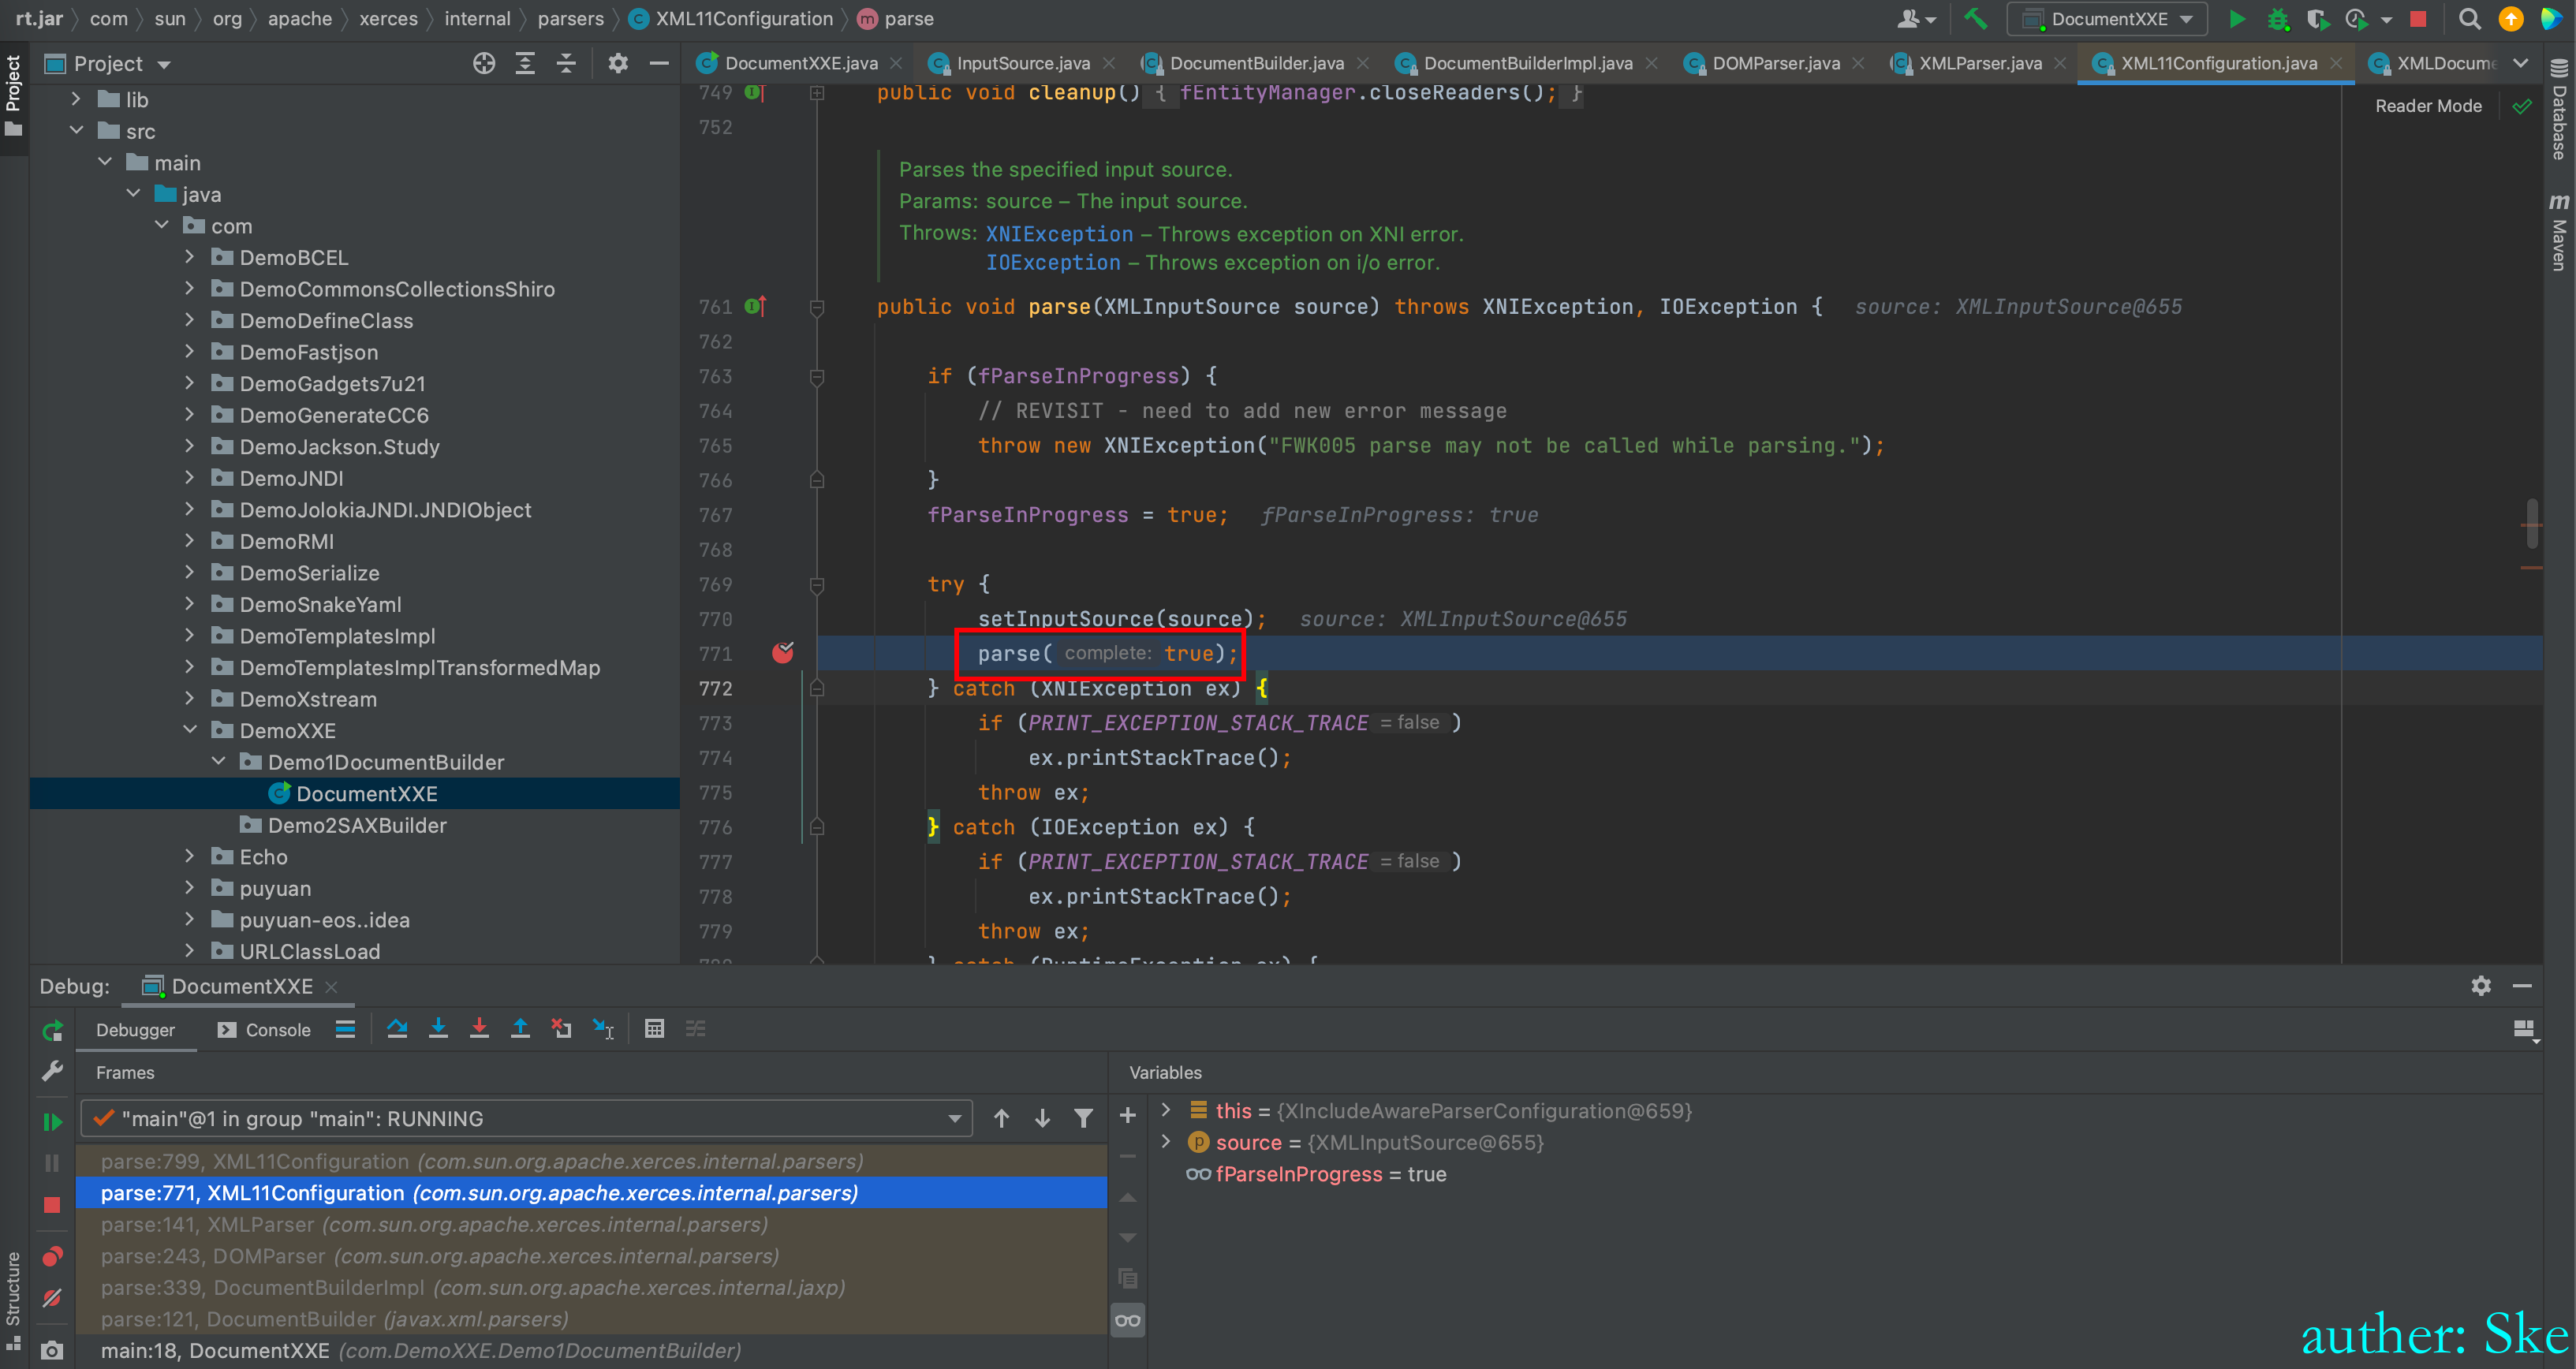 rt.jar com sun org apache xerces internal parsers XML11Configuration parse
DocumentXXE
Project
DocumentXXE.java InputSource.java DocumentBuilder.java DocumentBuilderImpl.java DOMParser.java XMLParser.java XML11Configuration.java XMLDocume
Project
lib
src
main
java
com
DemoBCEL
DemoCommonsCollectionsShiro
DemoDefineClass
DemoFastjson
DemoGadgets7u21
DemoGenerateCC6
DemoJackson.Study
DemoJNDI
DemoJolokiaJNDI.JNDIObject
DemoRMI
DemoSerialize
DemoSnakeYaml
DemoTemplatesImpl
DemoTemplatesImplTransformedMap
DemoXstream
DemoXXE
Demo1DocumentBuilder
DocumentXXE
Demo2SAXBuilder
Echo
puyuan
puyuan-eos..idea
URLClassLoad
749 public void cleanup() { fEntityManager.closeReaders(); }
Reader Mode
752
Parses the specified input source.
Params: source – The input source.
Throws: XNIException – Throws exception on XNI error.
IOException – Throws exception on i/o error.
761 public void parse(XMLInputSource source) throws XNIException, IOException { source: XMLInputSource@655
762
763 if (fParseInProgress) {
764 // REVISIT - need to add new error message
765 throw new XNIException("FWK005 parse may not be called while parsing.");
766 }
767 fParseInProgress = true; fParseInProgress: true
768
769 try {
770 setInputSource(source); source: XMLInputSource@655
771 parse( complete: true);
772 } catch (XNIException ex) {
773 if (PRINT_EXCEPTION_STACK_TRACE = false )
774 ex.printStackTrace();
775 throw ex;
776 } catch (IOException ex) {
777 if (PRINT_EXCEPTION_STACK_TRACE = false )
778 ex.printStackTrace();
779 throw ex;
780 } catch (RuntimeException ex) {
Database
Maven
Debug: DocumentXXE
Debugger Console
Frames
"main"@1 in group "main": RUNNING
parse:799, XML11Configuration (com.sun.org.apache.xerces.internal.parsers)
parse:771, XML11Configuration (com.sun.org.apache.xerces.internal.parsers)
parse:141, XMLParser (com.sun.org.apache.xerces.internal.parsers)
parse:243, DOMParser (com.sun.org.apache.xerces.internal.parsers)
parse:339, DocumentBuilderImpl (com.sun.org.apache.xerces.internal.jaxp)
parse:121, DocumentBuilder (javax.xml.parsers)
main:18, DocumentXXE (com.DemoXXE.Demo1DocumentBuilder)
Variables
this = {XIncludeAwareParserConfiguration@659}
source = {XMLInputSource@655}
fParseInProgress = true
Structure
auther: Ske